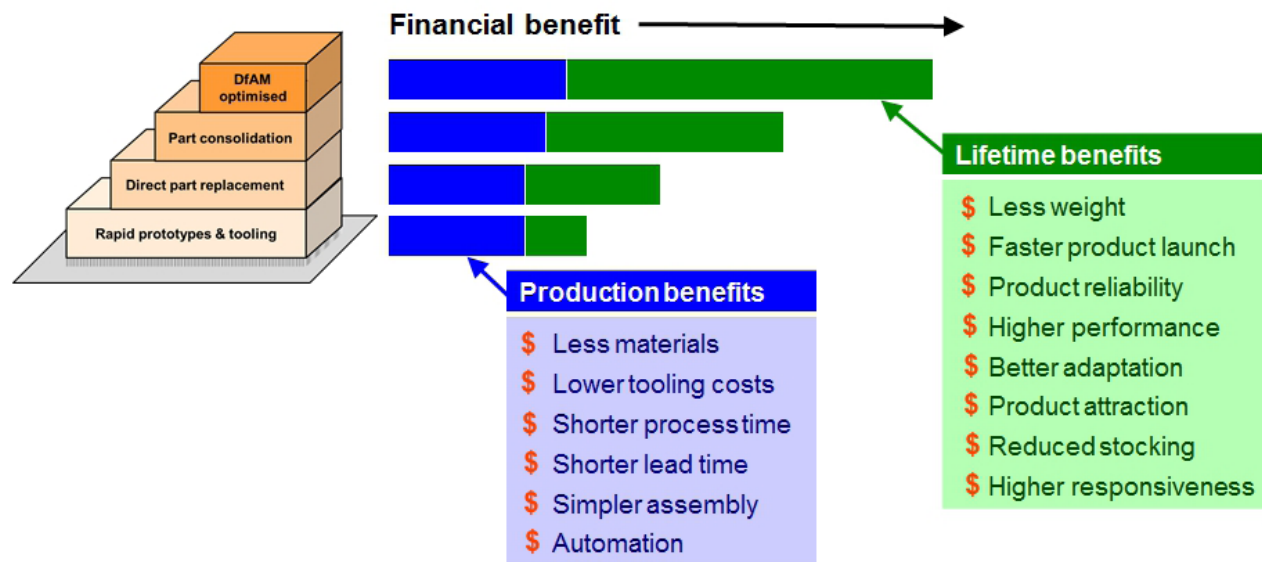 Financial benefit
DfAM
optimised
Part consolidation
Direct part replacement
Rapid prototypes & tooling
Production benefits
$ Less materials
$ Lower tooling costs
$ Shorter process time
$ Shorter lead time
$ Simpler assembly
$ Automation
Lifetime benefits
$ Less weight
$ Faster product launch
$ Product reliability
$ Higher performance
$ Better adaptation
$ Product attraction
$ Reduced stocking
$ Higher responsiveness